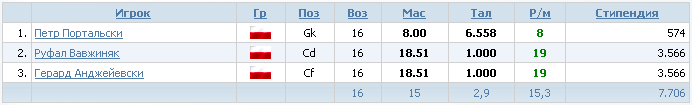 Игрок Гр Поз Воз Мас Тал Р/м Стипендия
1. Петр Портальски Gk 16 8.00 6.558 8 574
2. Руфал Вавжиняк Cd 16 18.51 1.000 19 3.566
3. Герард Анджейевски Cf 16 18.51 1.000 19 3.566
16 15 2,9 15,3 7.706